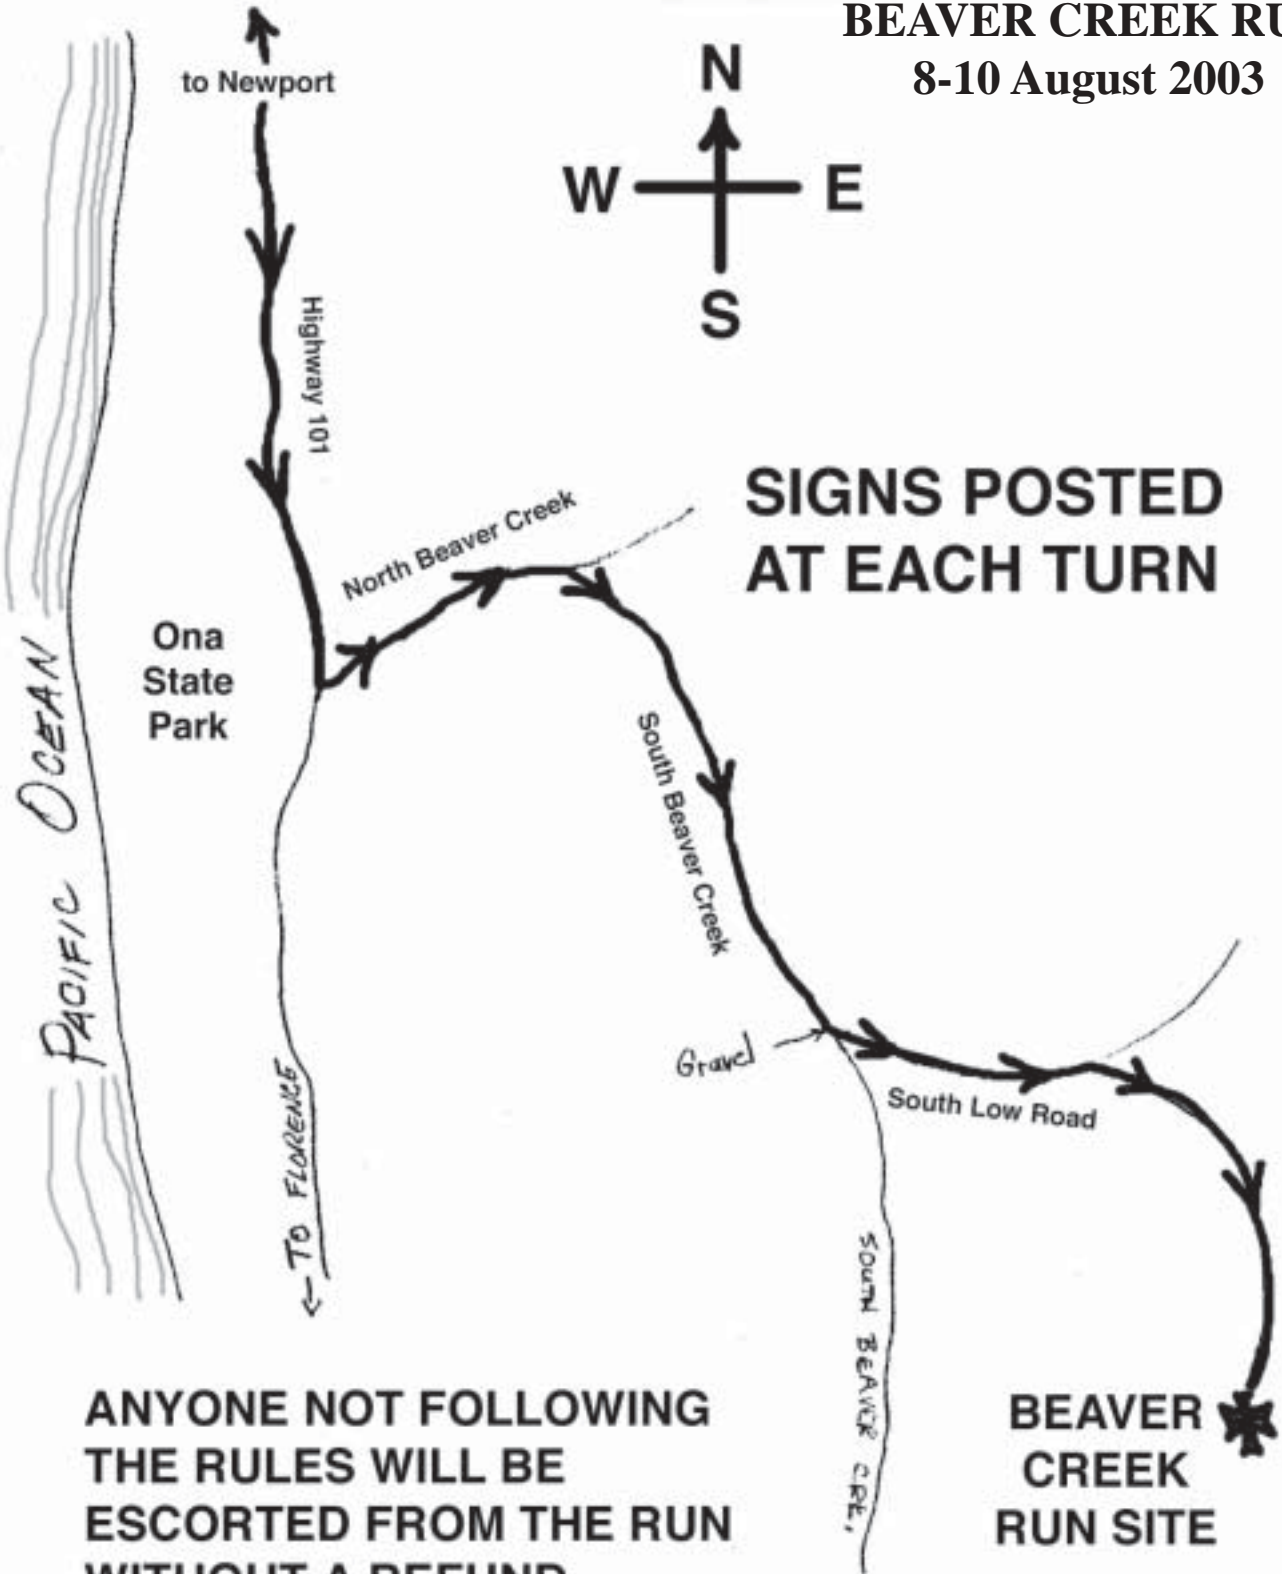 BEAVER CREEK RU
8-10 August 2003
to Newport
N
W
E
S
Highway 101
SIGNS POSTED
AT EACH TURN
North Beaver Creek
Ona
State
Park
PACIFIC OCEAN
South Beaver Creek
Gravel
South Low Road
TO FLORENCE
SOUTH BEAVER CRE,
BEAVER
CREEK
RUN SITE
ANYONE NOT FOLLOWING
THE RULES WILL BE
ESCORTED FROM THE RUN
WITHOUT A REFUND